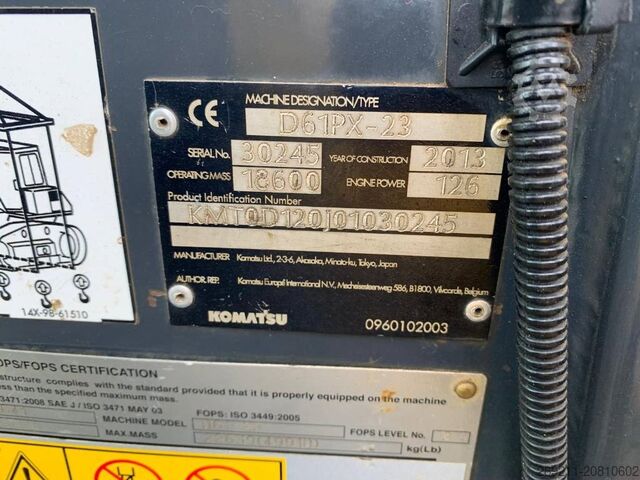 CE MACHINE DESIGNATION/TYPE
D61PX-23
SERIAL No. 30245 YEAR OF CONSTRUCTION 2013
OPERATING MASS 18600 ENGINE POWER 126
Product Identification Number
KMT0D120J01030245
MANUFACTURER Komatsu Ltd., 2-3-6, Akasaka, Minato-ku, Tokyo, Japan
AUTHOR. REP. Komatsu Europe International N.V., Mechelsesteenweg 586, B1800, Vilvoorde, Belgium
KOMATSU 0960102003
14X-98-61510
OPS/FOPS CERTIFICATION
structure complies with the standard provided that it is properly equipped on the machine
less than the specified maximum mass.
3471:2008 SAE J / ISO 3471 MAY 03 FOPS: ISO 3449:2005
MACHINE MODEL FOPS LEVEL No.
MAX.MASS kg(Lb)
20810602